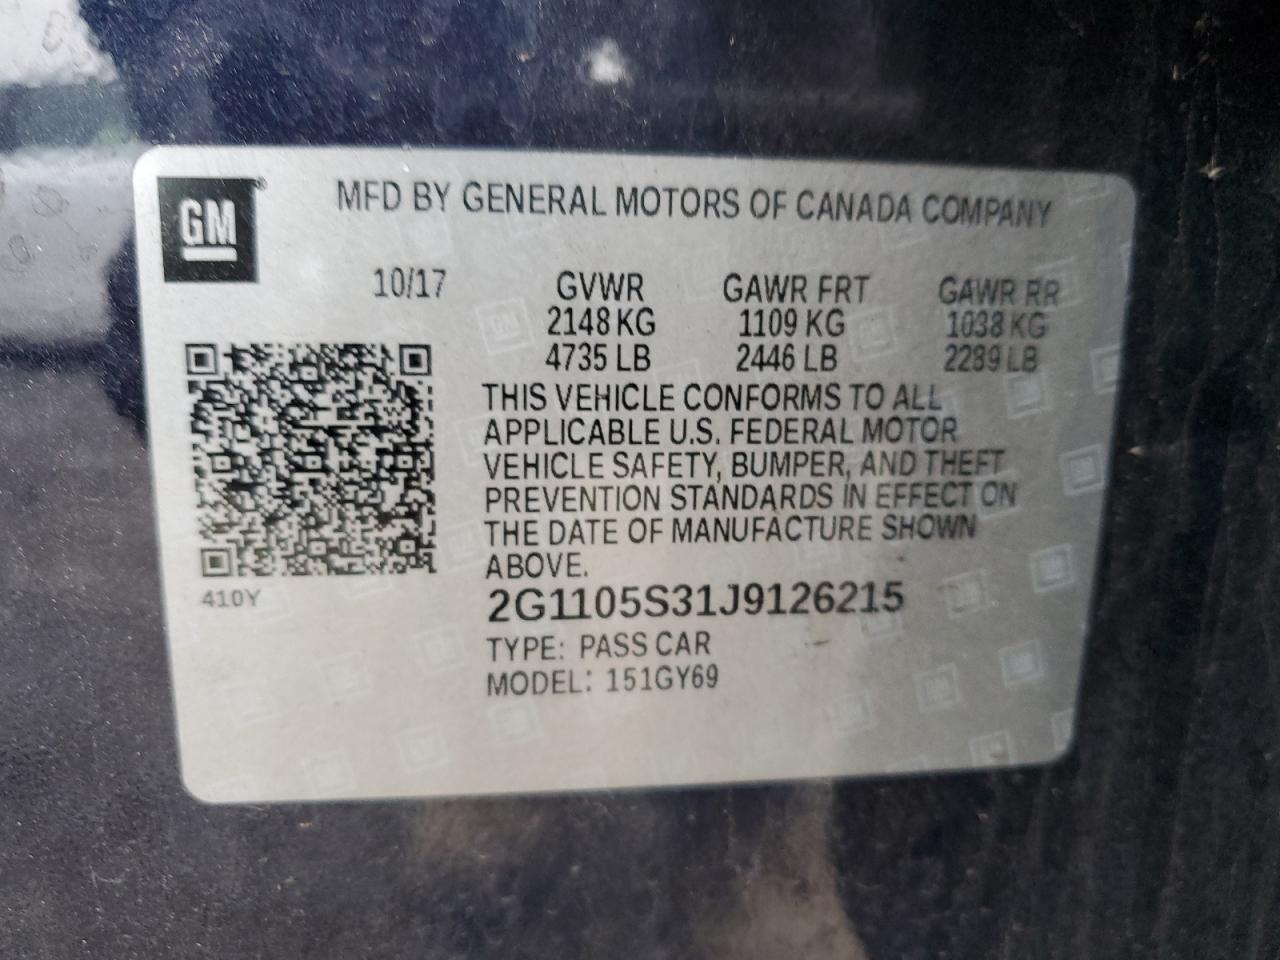 GM
MFD BY GENERAL MOTORS OF CANADA COMPANY
10/17 GVWR GAWR FRT GAWR RR
2148 KG 1109 KG 1038 KG
4735 LB 2446 LB 2289 LB
THIS VEHICLE CONFORMS TO ALL
APPLICABLE U.S. FEDERAL MOTOR
VEHICLE SAFETY, BUMPER, AND THEFT
PREVENTION STANDARDS IN EFFECT ON
THE DATE OF MANUFACTURE SHOWN
ABOVE.
410Y
2G1105S31J9126215
TYPE: PASS CAR
MODEL: 151GY69